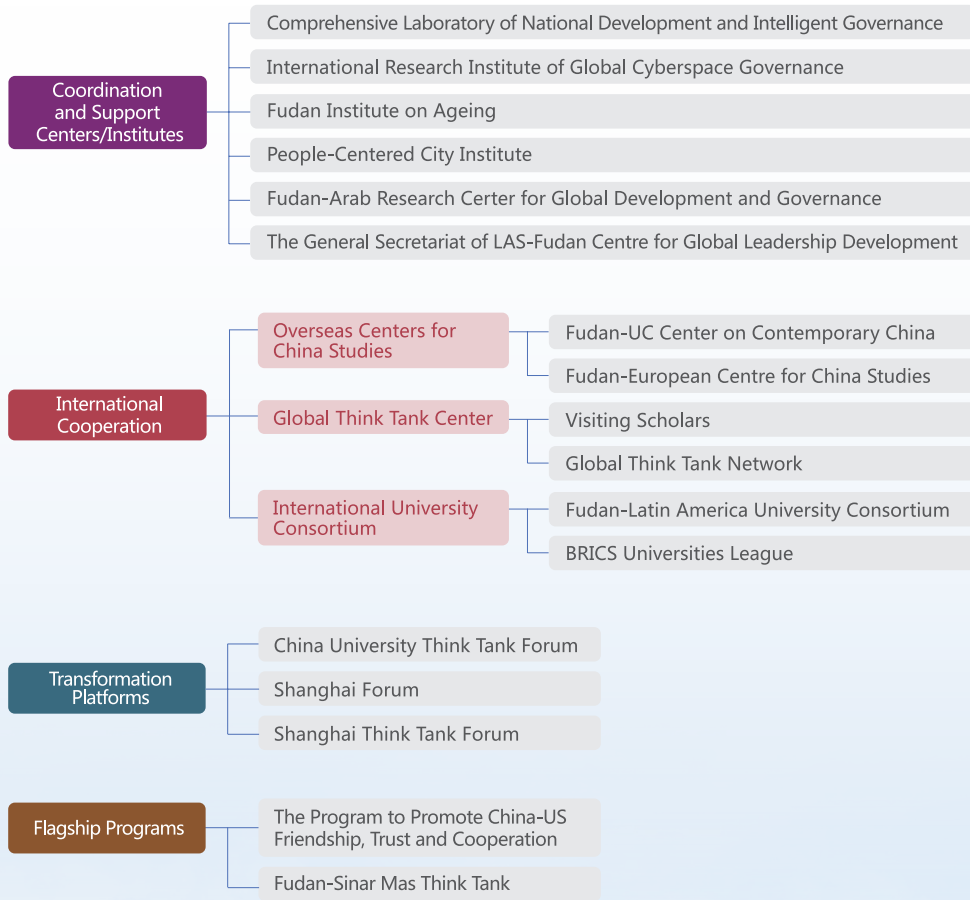 Coordination
and Support
Centers/Institutes
Comprehensive Laboratory of National Development and Intelligent Governance
International Research Institute of Global Cyberspace Governance
Fudan Institute on Ageing
People-Centered City Institute
Fudan-Arab Research Certer for Global Development and Governance
The General Secretariat of LAS-Fudan Centre for Global Leadership Development
International
Cooperation
Overseas Centers for
China Studies
Fudan-UC Center on Contemporary China
Fudan-European Centre for China Studies
Global Think Tank Center
Visiting Scholars
Global Think Tank Network
International University
Consortium
Fudan-Latin America University Consortium
BRICS Universities League
Transformation
Platforms
China University Think Tank Forum
Shanghai Forum
Shanghai Think Tank Forum
Flagship Programs
The Program to Promote China-US
Friendship, Trust and Cooperation
Fudan-Sinar Mas Think Tank